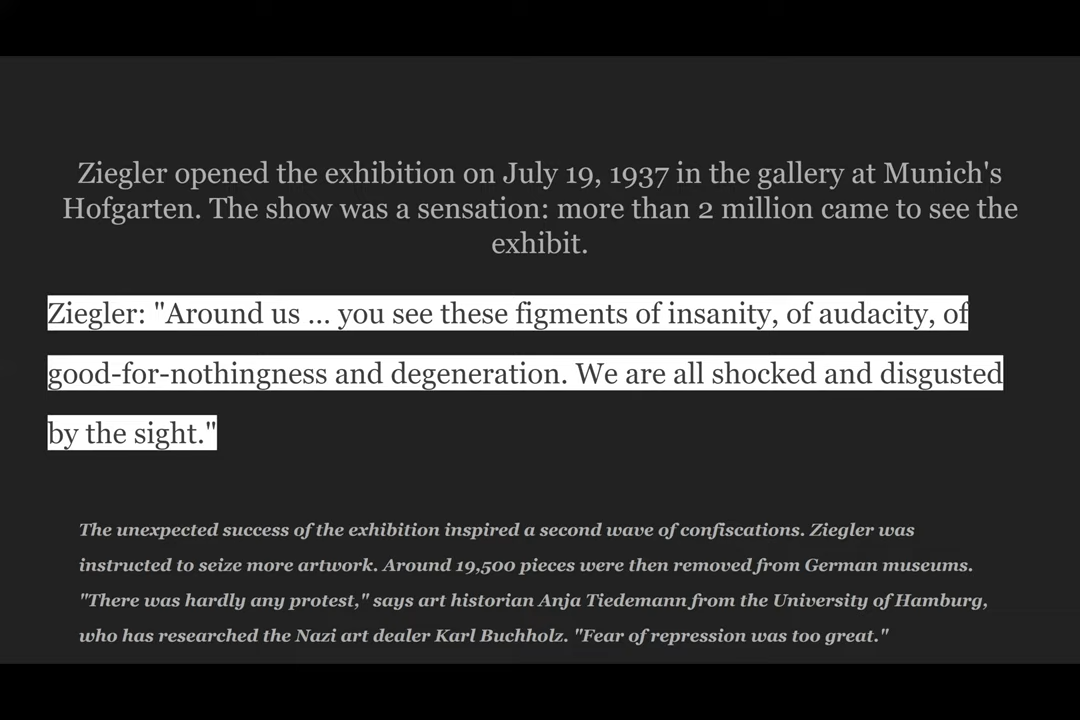 Ziegler opened the exhibition on July 19, 1937 in the gallery at Munich's
Hofgarten. The show was a sensation: more than 2 million came to see the
exhibit.
Ziegler: "Around us ... you see these figments of insanity, of audacity, of
good-for-nothingness and degeneration. We are all shocked and disgusted
by the sight."
The unexpected success of the exhibition inspired a second wave of confiscations. Ziegler was
instructed to seize more artwork. Around 19,500 pieces were then removed from German museums.
"There was hardly any protest," says art historian Anja Tiedemann from the University of Hamburg,
who has researched the Nazi art dealer Karl Buchholz. "Fear of repression was too great."